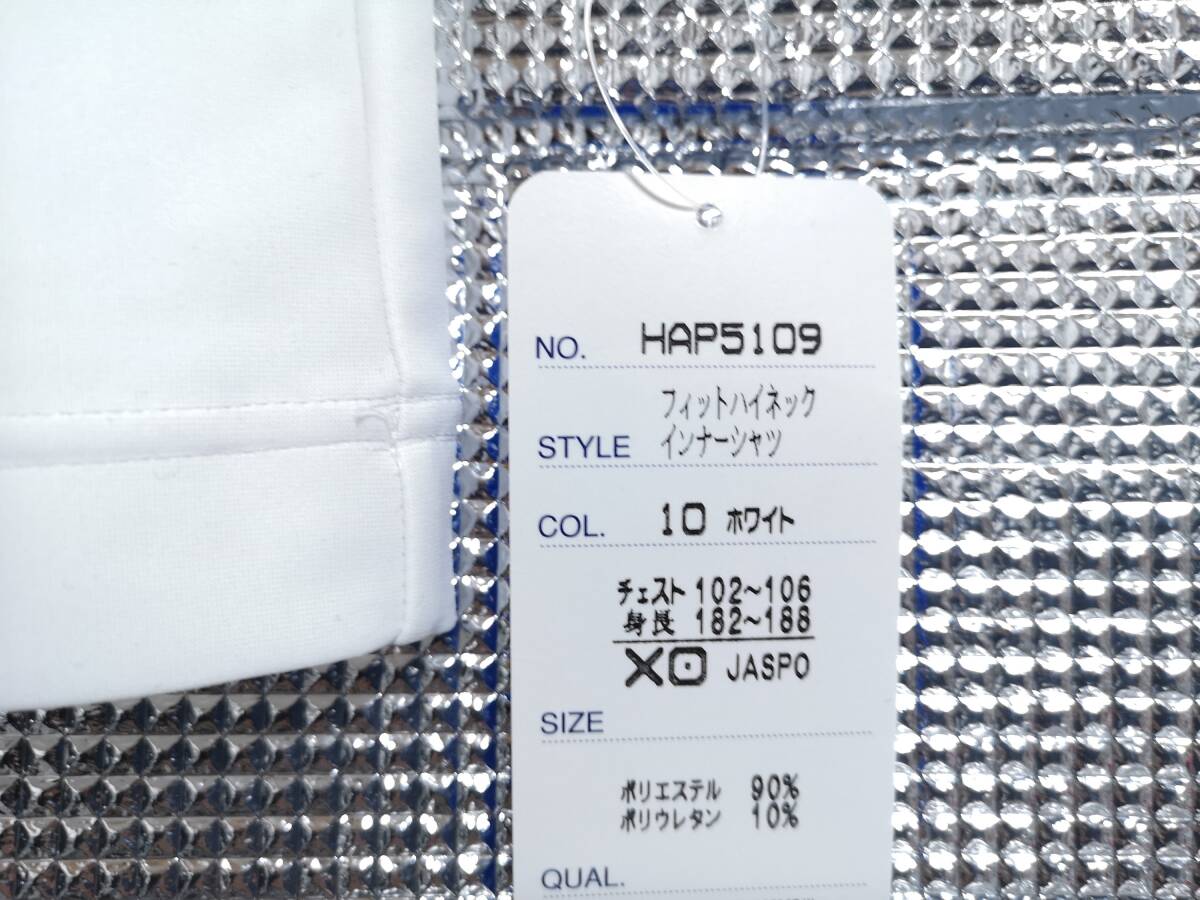 NO. HAP5109
フィットハイネック
STYLE インナーシャツ
COL. 10 ホワイト
チェスト 102~106
身長 182~188
XO JASPO
SIZE
ポリエステル 90%
ポリウレタン 10%
QUAL.